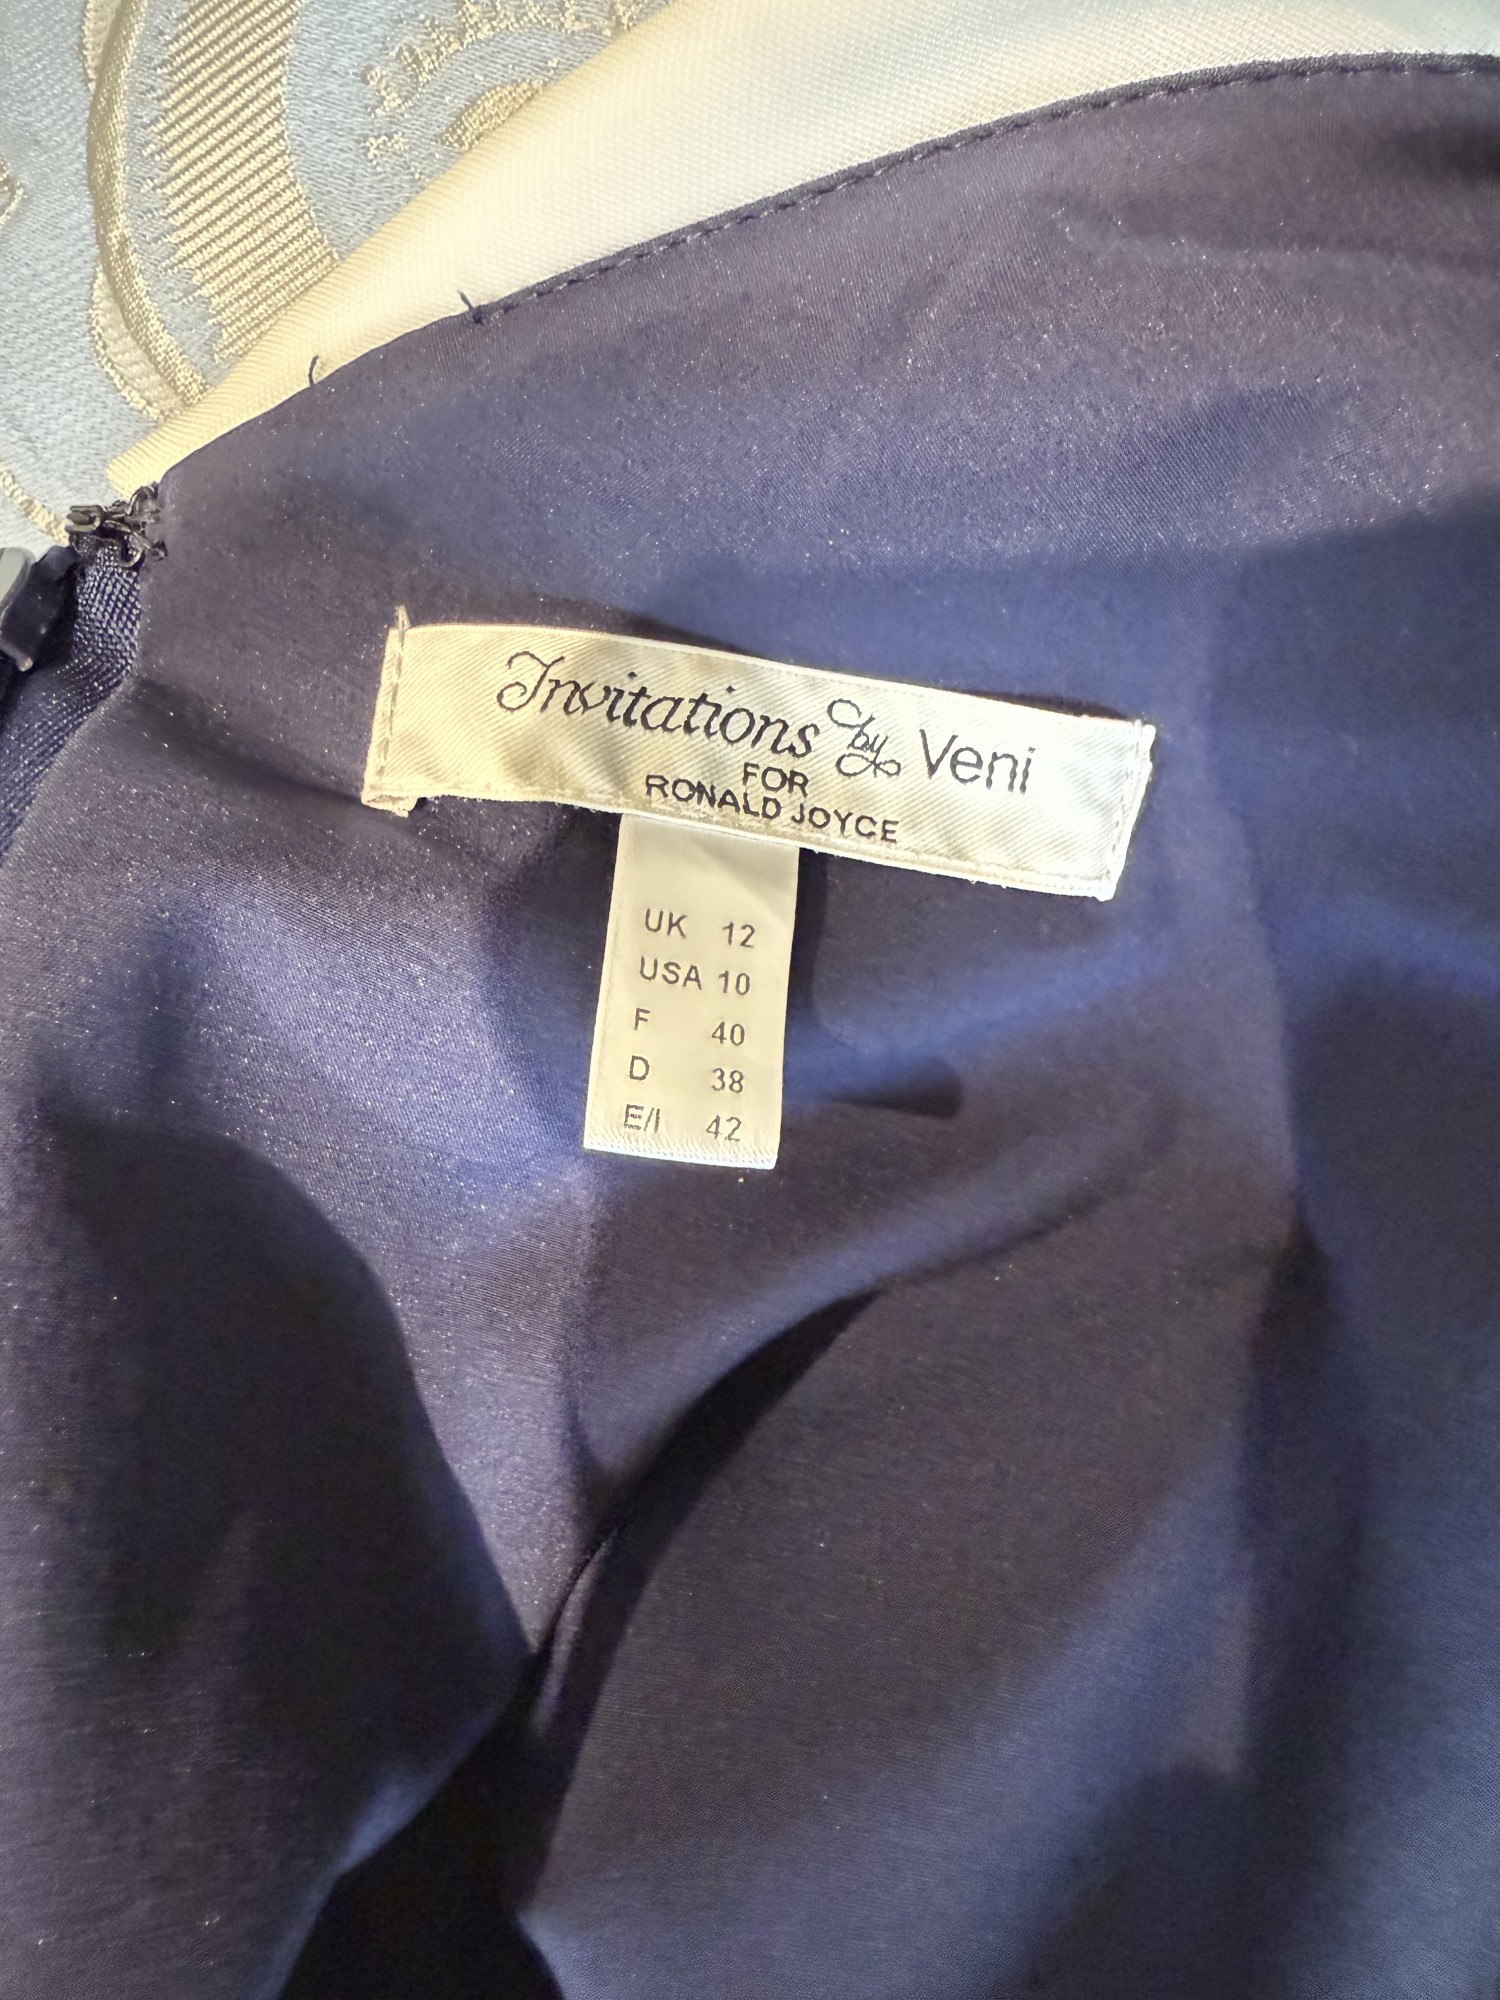 Invitations by Veni
FOR
RONALD JOYCE
UK 12
USA 10
F 40
D 38
E/I 42